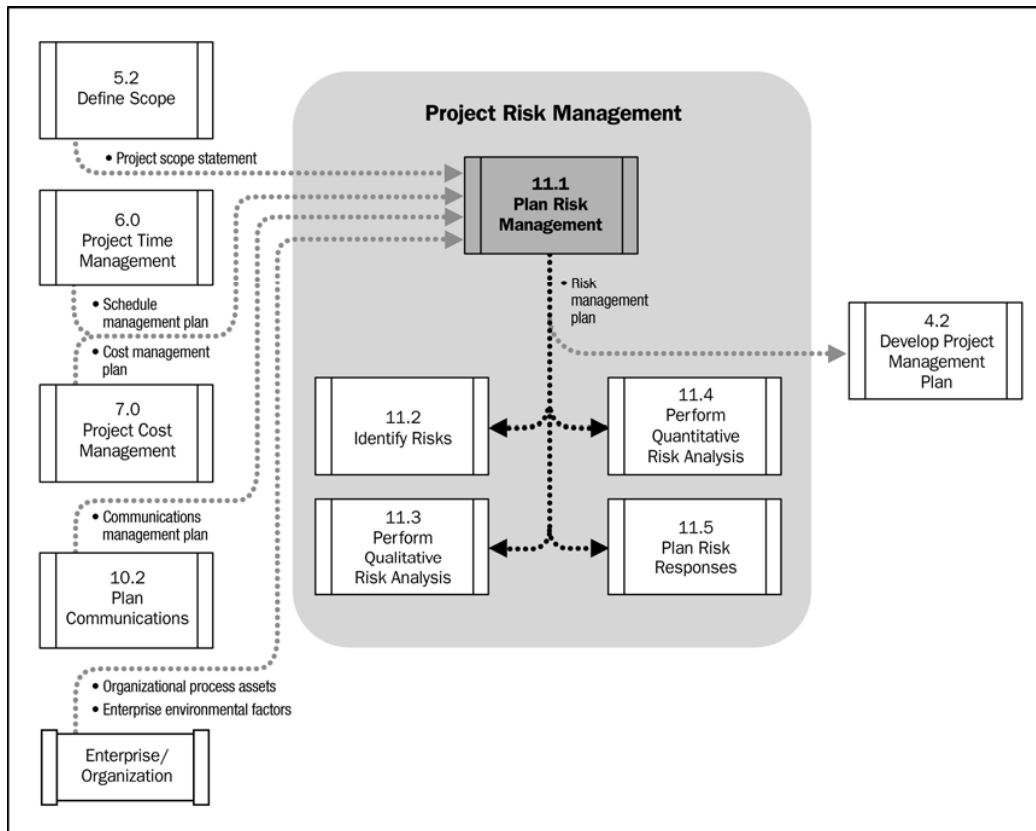 5.2
Define Scope
• Project scope statement
6.0
Project Time
Management
• Schedule
management plan
• Cost management
plan
7.0
Project Cost
Management
• Communications
management plan
10.2
Plan
Communications
• Organizational process assets
• Enterprise environmental factors
Enterprise/
Organization
Project Risk Management
11.1
Plan Risk
Management
• Risk
management
plan
11.2
Identify Risks
11.4
Perform
Quantitative
Risk Analysis
11.3
Perform
Qualitative
Risk Analysis
11.5
Plan Risk
Responses
4.2
Develop Project
Management
Plan